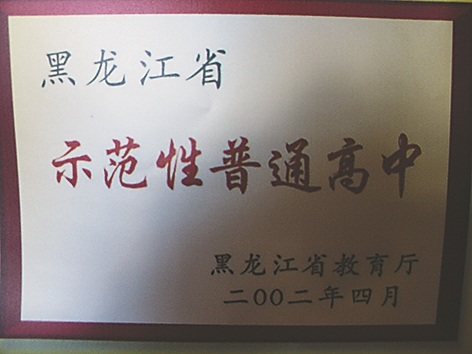 黑龙江省
示范性普通高中
黑龙江省教育厅
二〇〇二年四月